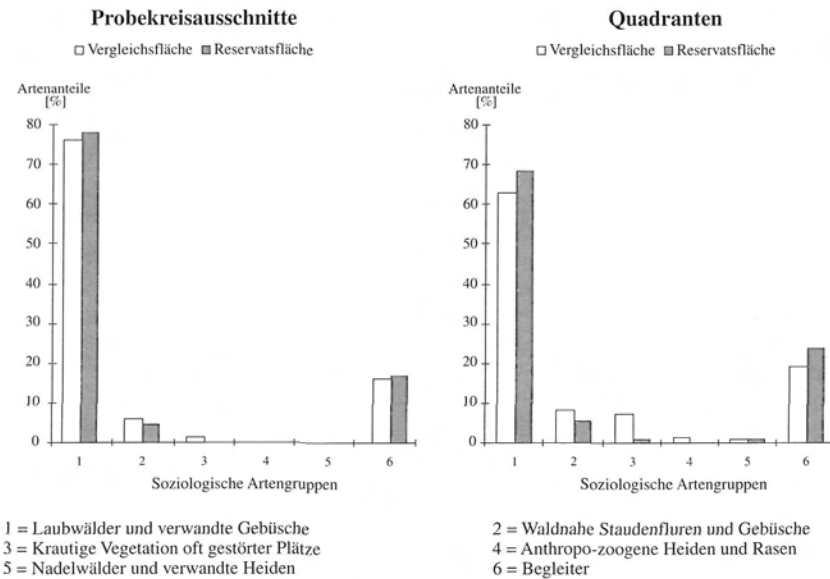 Probekreisausschnitte
□ Vergleichsfläche ■ Reservatsfläche
Artenanteile
[%]
80
70
60
50
40
30
20
10
0
1 2 3 4 5 6
Soziologische Artengruppen
Quadranten
□ Vergleichsfläche ■ Reservatsfläche
Artenanteile
[%]
80
70
60
50
40
30
20
10
0
1 2 3 4 5 6
Soziologische Artengruppen
1 = Laubwälder und verwandte Gebüsche
2 = Waldnahe Staudenfluren und Gebüsche
3 = Krautige Vegetation oft gestörter Plätze
4 = Anthropo-zoogene Heiden und Rasen
5 = Nadelwälder und verwandte Heiden
6 = Begleiter